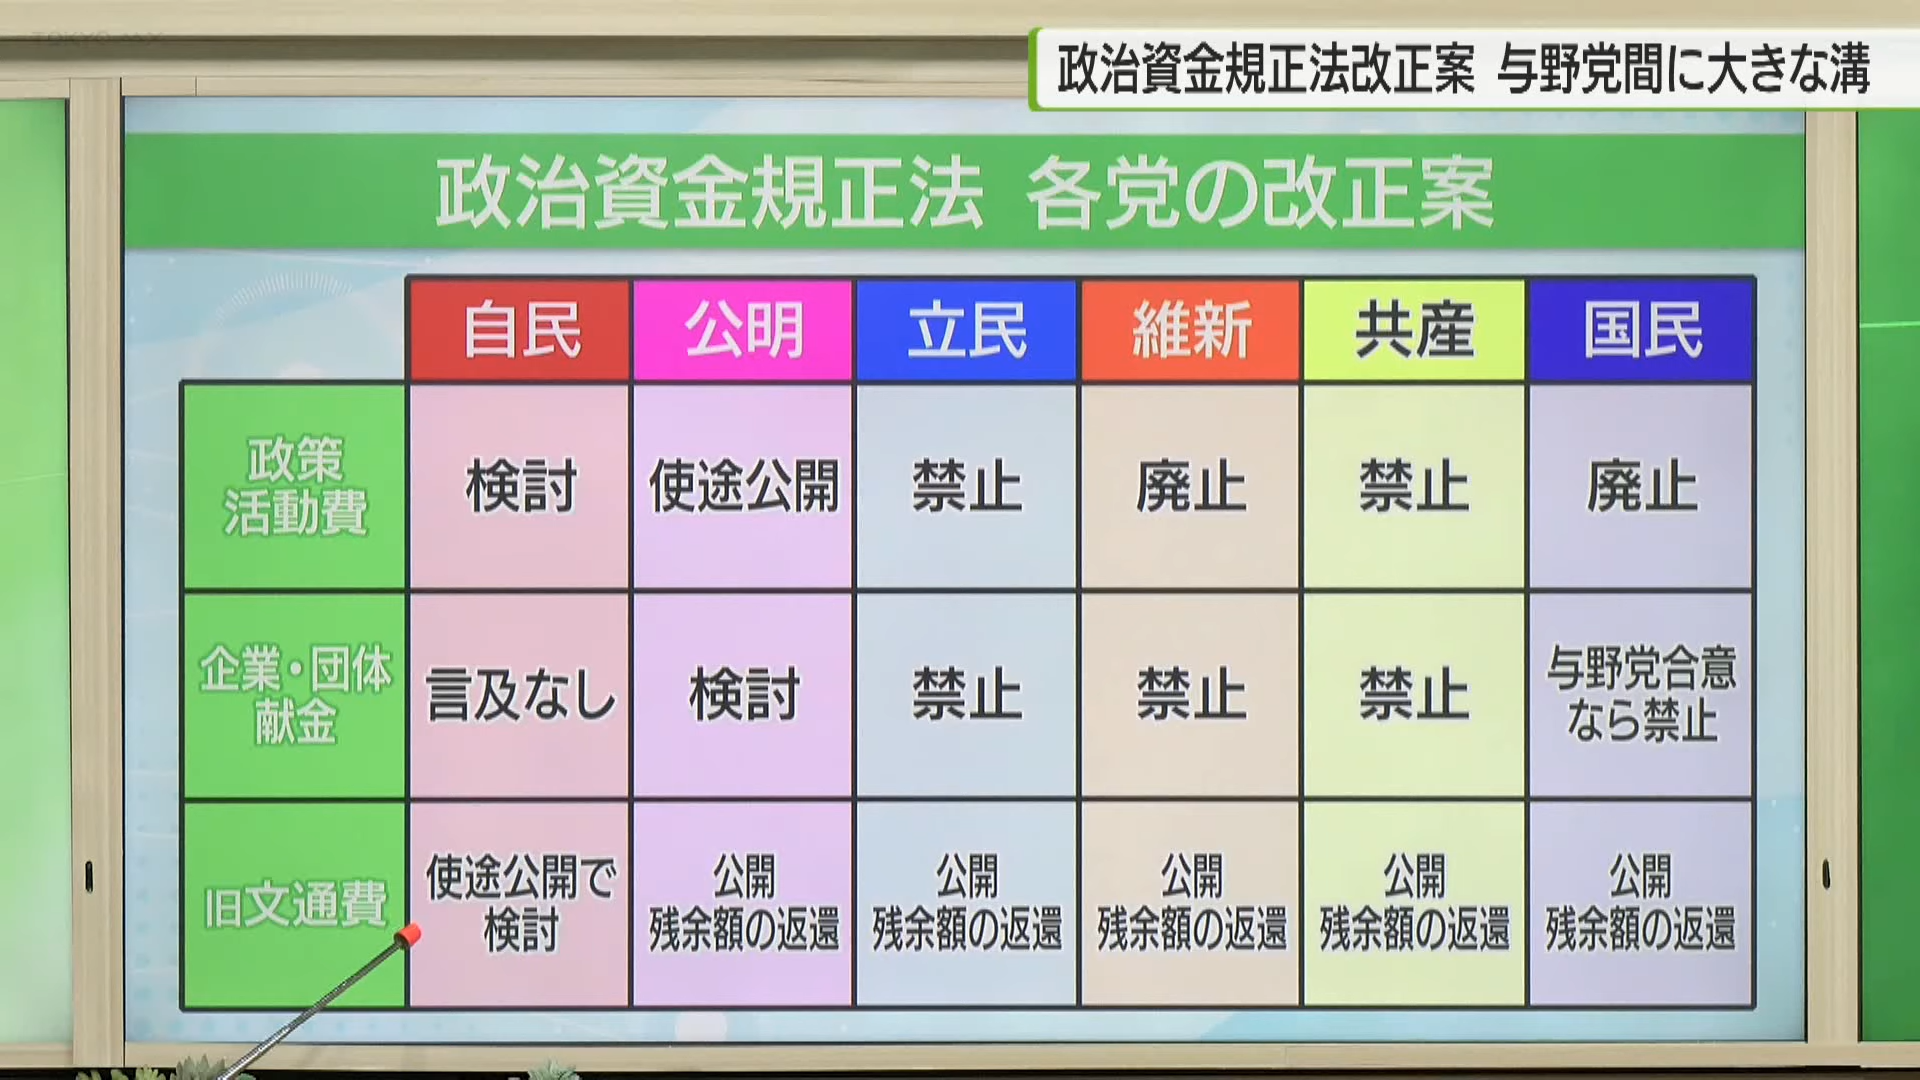 TOKYO MX
政治資金規正法改正案 与野党間に大きな溝
政治資金規正法 各党の改正案
自民 公明 立民 維新 共産 国民
政策
活動費
検討 使途公開 禁止 廃止 禁止 廃止
企業・団体
献金
言及なし 検討 禁止 禁止 禁止 与野党合意
なら禁止
旧文通費
使途公開で
検討
公開
残余額の返還
公開
残余額の返還
公開
残余額の返還
公開
残余額の返還
公開
残余額の返還